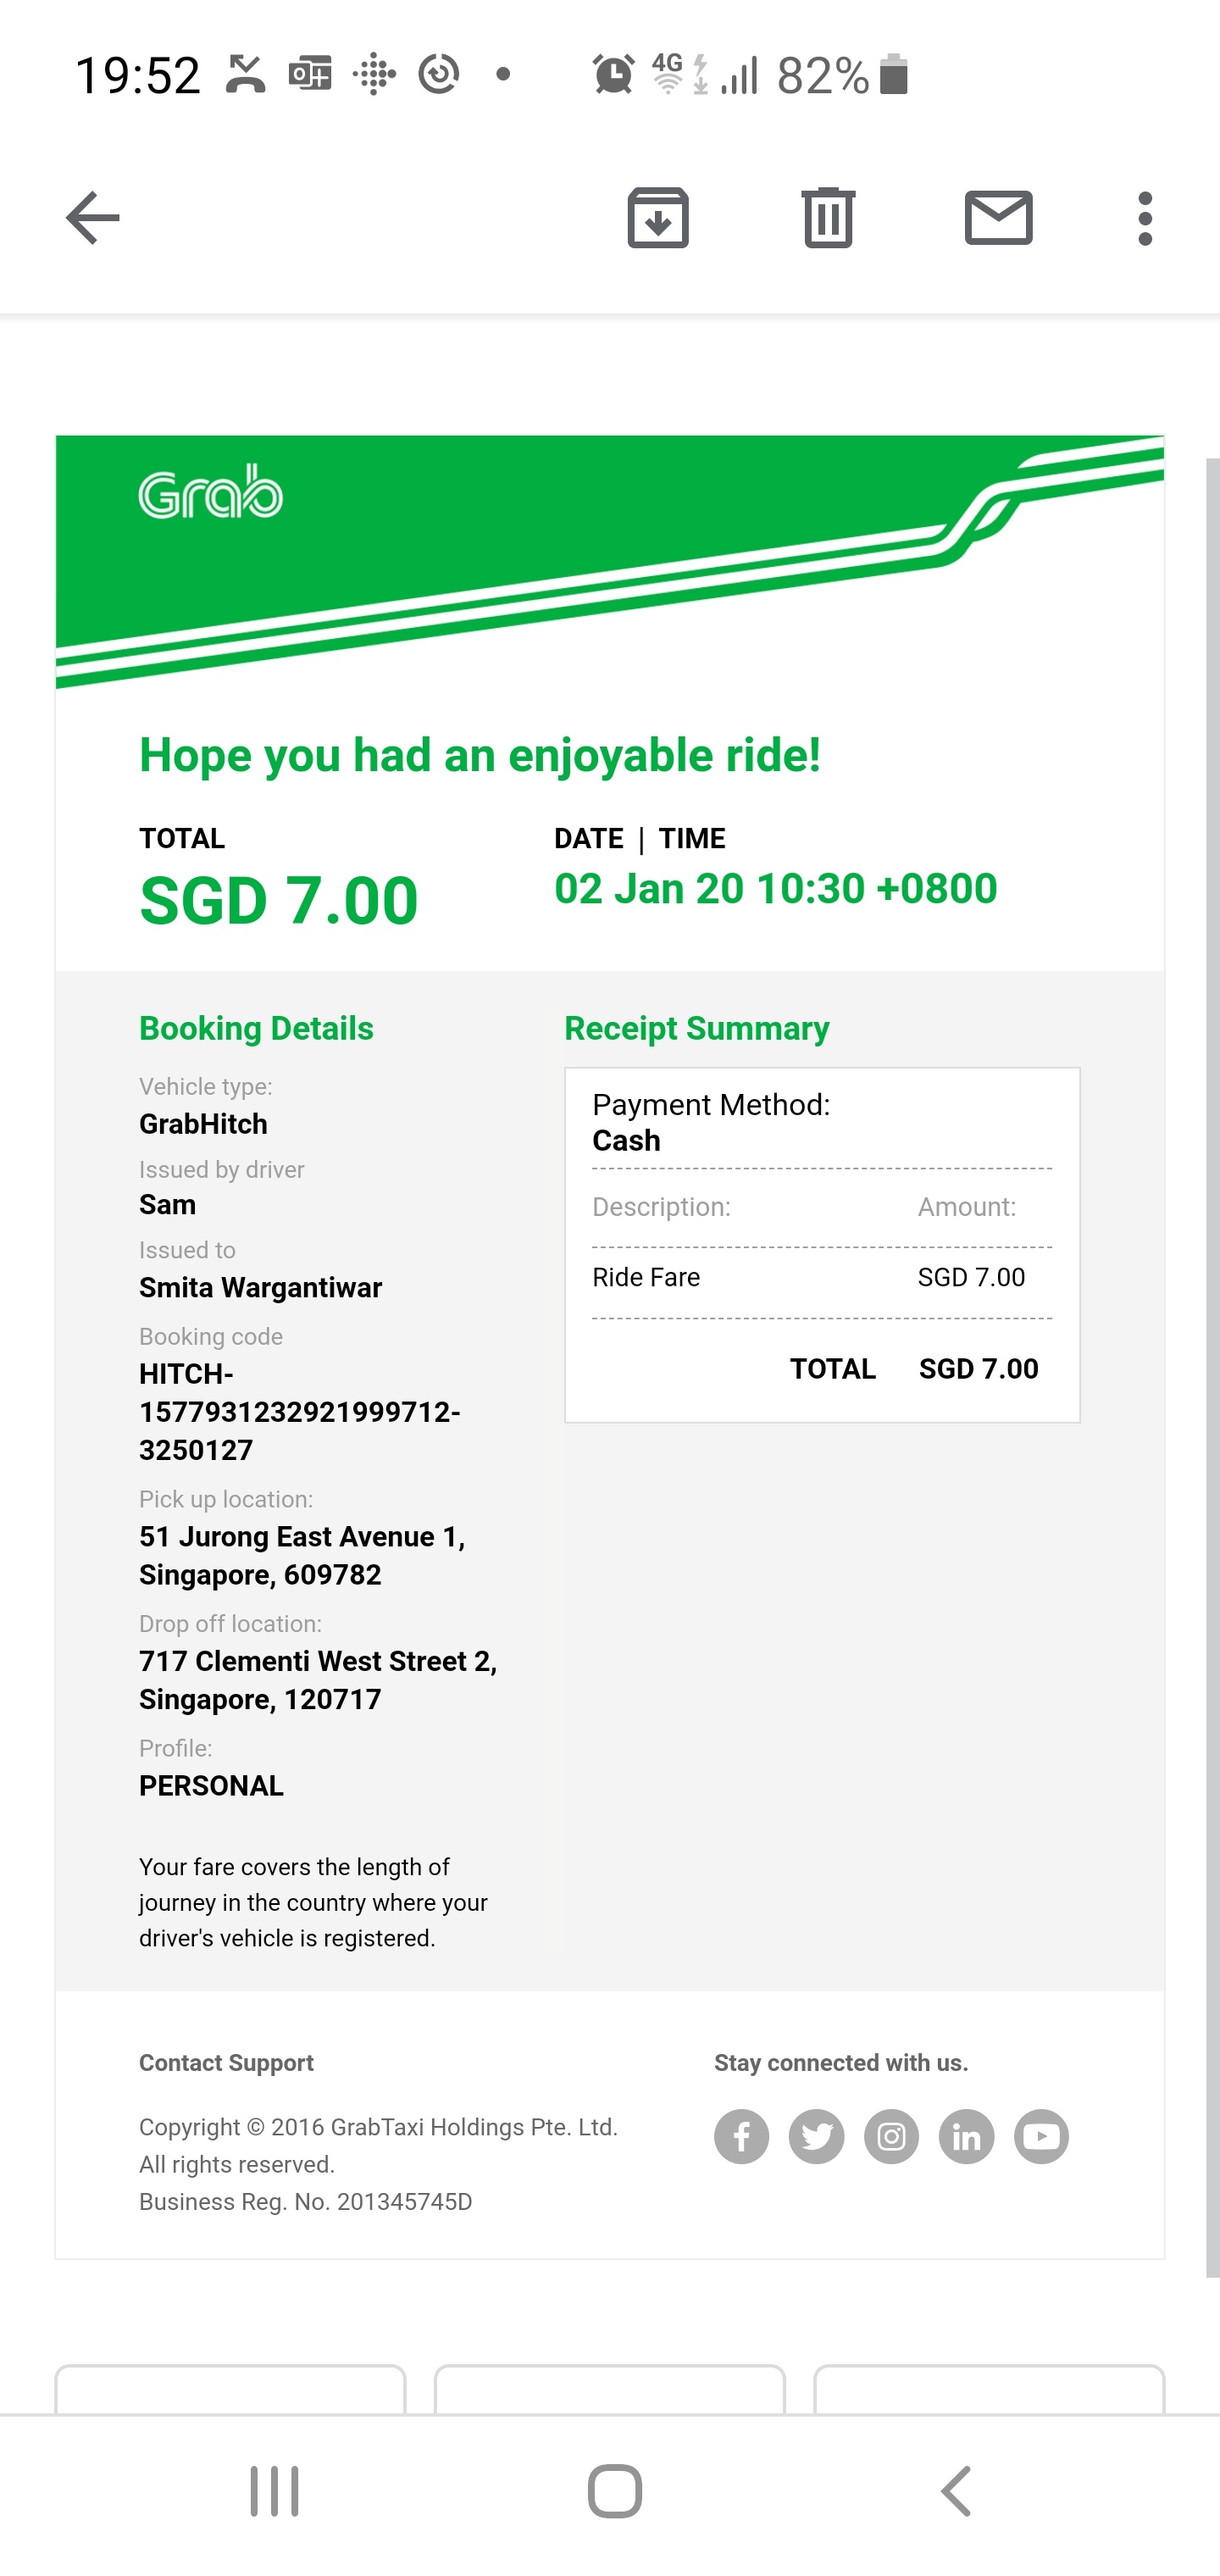 19:52
4G
82%
Grab
Hope you had an enjoyable ride!
TOTAL
SGD 7.00
DATE | TIME
02 Jan 20 10:30 +0800
Booking Details
Vehicle type:
GrabHitch
Issued by driver
Sam
Issued to
Smita Wargantiwar
Booking code
HITCH-
1577931232921999712-
3250127
Pick up location:
51 Jurong East Avenue 1,
Singapore, 609782
Drop off location:
717 Clementi West Street 2,
Singapore, 120717
Profile:
PERSONAL
Your fare covers the length of
journey in the country where your
driver's vehicle is registered.
Receipt Summary
Payment Method:
Cash
Description: Amount:
Ride Fare SGD 7.00
TOTAL SGD 7.00
Contact Support
Copyright © 2016 GrabTaxi Holdings Pte. Ltd.
All rights reserved.
Business Reg. No. 201345745D
Stay connected with us.